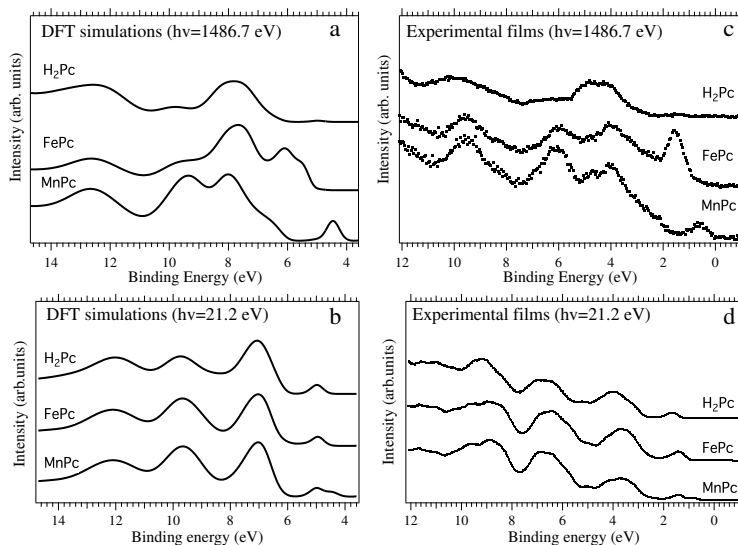 DFT simulations (hν=1486.7 eV) a
H₂Pc
FePc
MnPc
Intensity (arb. units)
14 12 10 8 6 4
Binding Energy (eV)
Experimental films (hν=1486.7 eV) c
H₂Pc
FePc
MnPc
Intensity (arb. units)
12 10 8 6 4 2 0
Binding Energy (eV)
DFT simulations (hν=21.2 eV) b
H₂Pc
FePc
MnPc
Intensity (arb.units)
14 12 10 8 6 4
Binding energy (eV)
Experimental films (hν=21.2 eV) d
H₂Pc
FePc
MnPc
Intensity (arb.units)
12 10 8 6 4 2 0
Binding energy (eV)